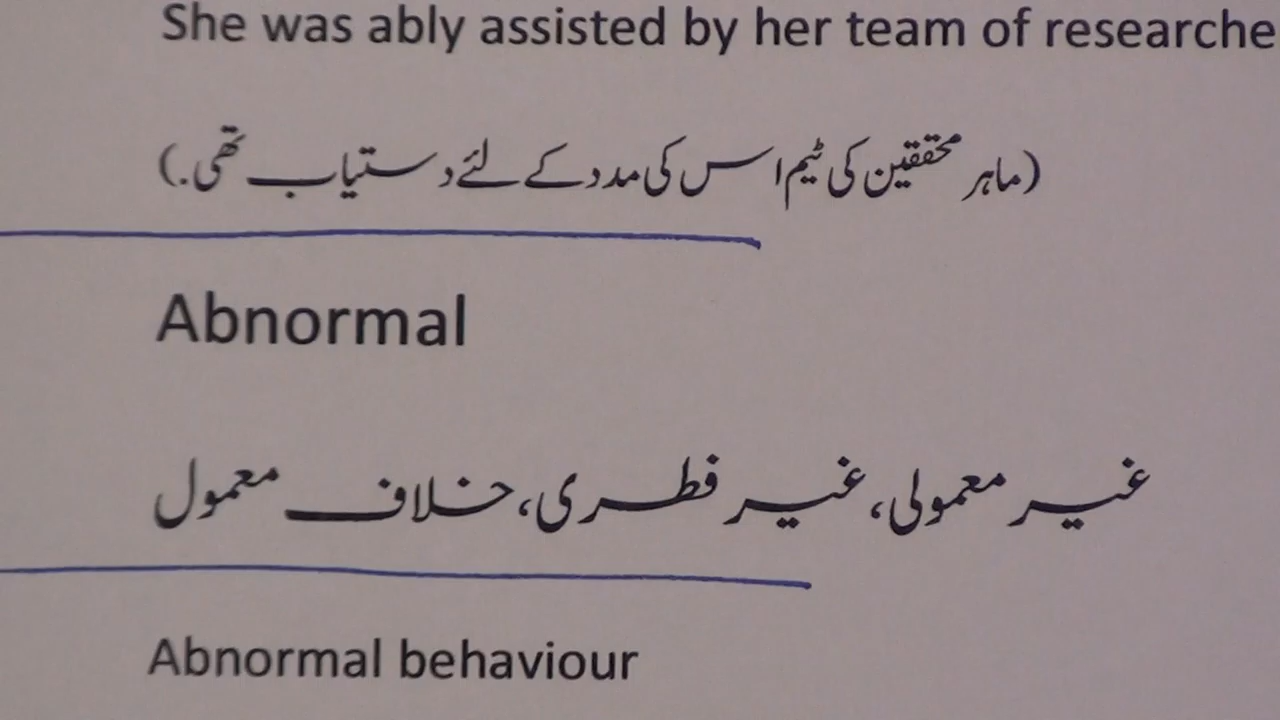 She was ably assisted by her team of researche
(ماہر محققین کی ٹیم اس کی مدد کے لئے دستیاب تھی.)
Abnormal
غیر معمولی، غیر فطری، خلاف معمول
Abnormal behaviour